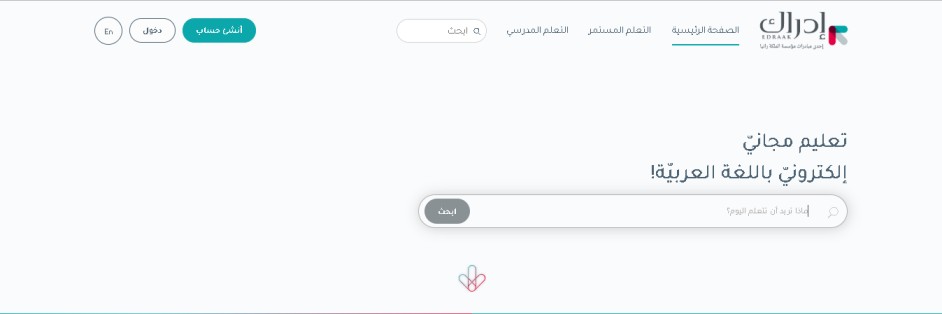 إدراك
EDRAAK
إحدى مبادرات مؤسسة الملكة رانيا
الصفحة الرئيسية
التعلم المستمر
التعلم المدرسي
ابحث
أنشئ حساب
دخول
En
تعليم مجانيّ
إلكترونيّ باللغة العربيّة!
ماذا تريد أن تتعلم اليوم؟
ابحث